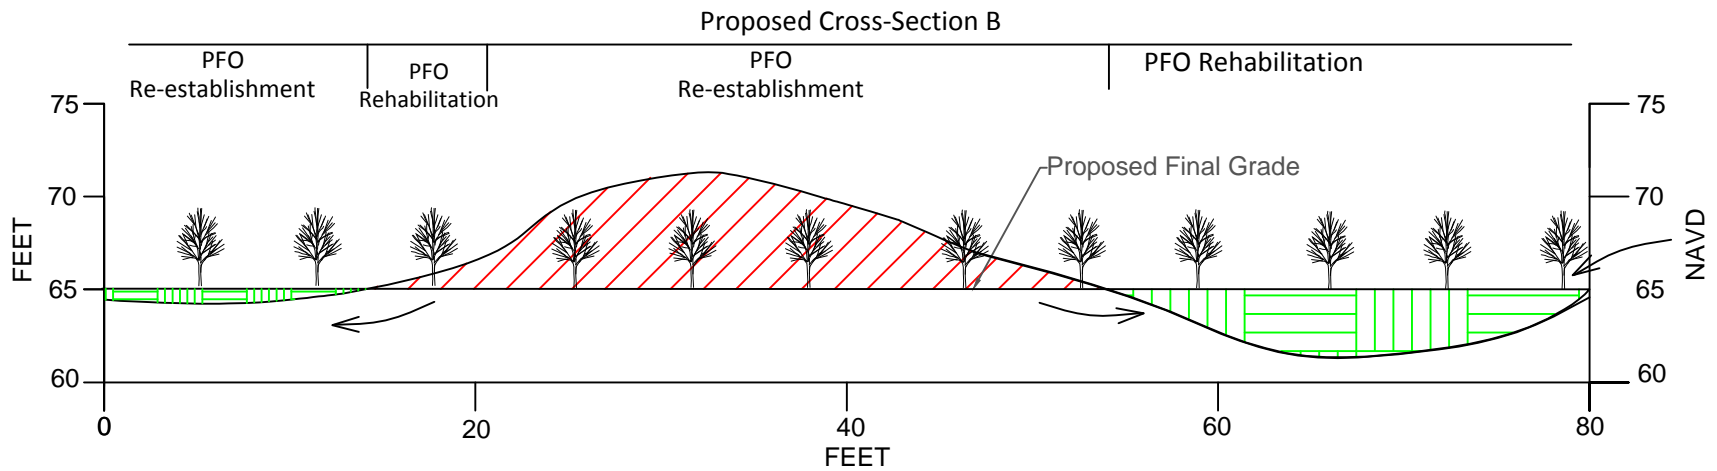 Proposed Cross-Section B
PFO
Re-establishment
PFO
Rehabilitation
PFO
Re-establishment
PFO Rehabilitation
75
70
65
60
FEET
Proposed Final Grade
75
70
65
60
NAVD
0
20
40
60
80
FEET